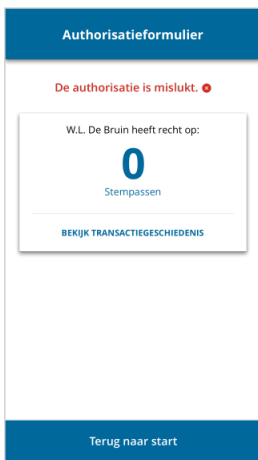 Authorisatieformulier
De authorisatie is mislukt.
W.L. De Bruin heeft recht op:
0
Stempassen
BEKIJK TRANSACTIEGESCHIEDENIS
Terug naar start